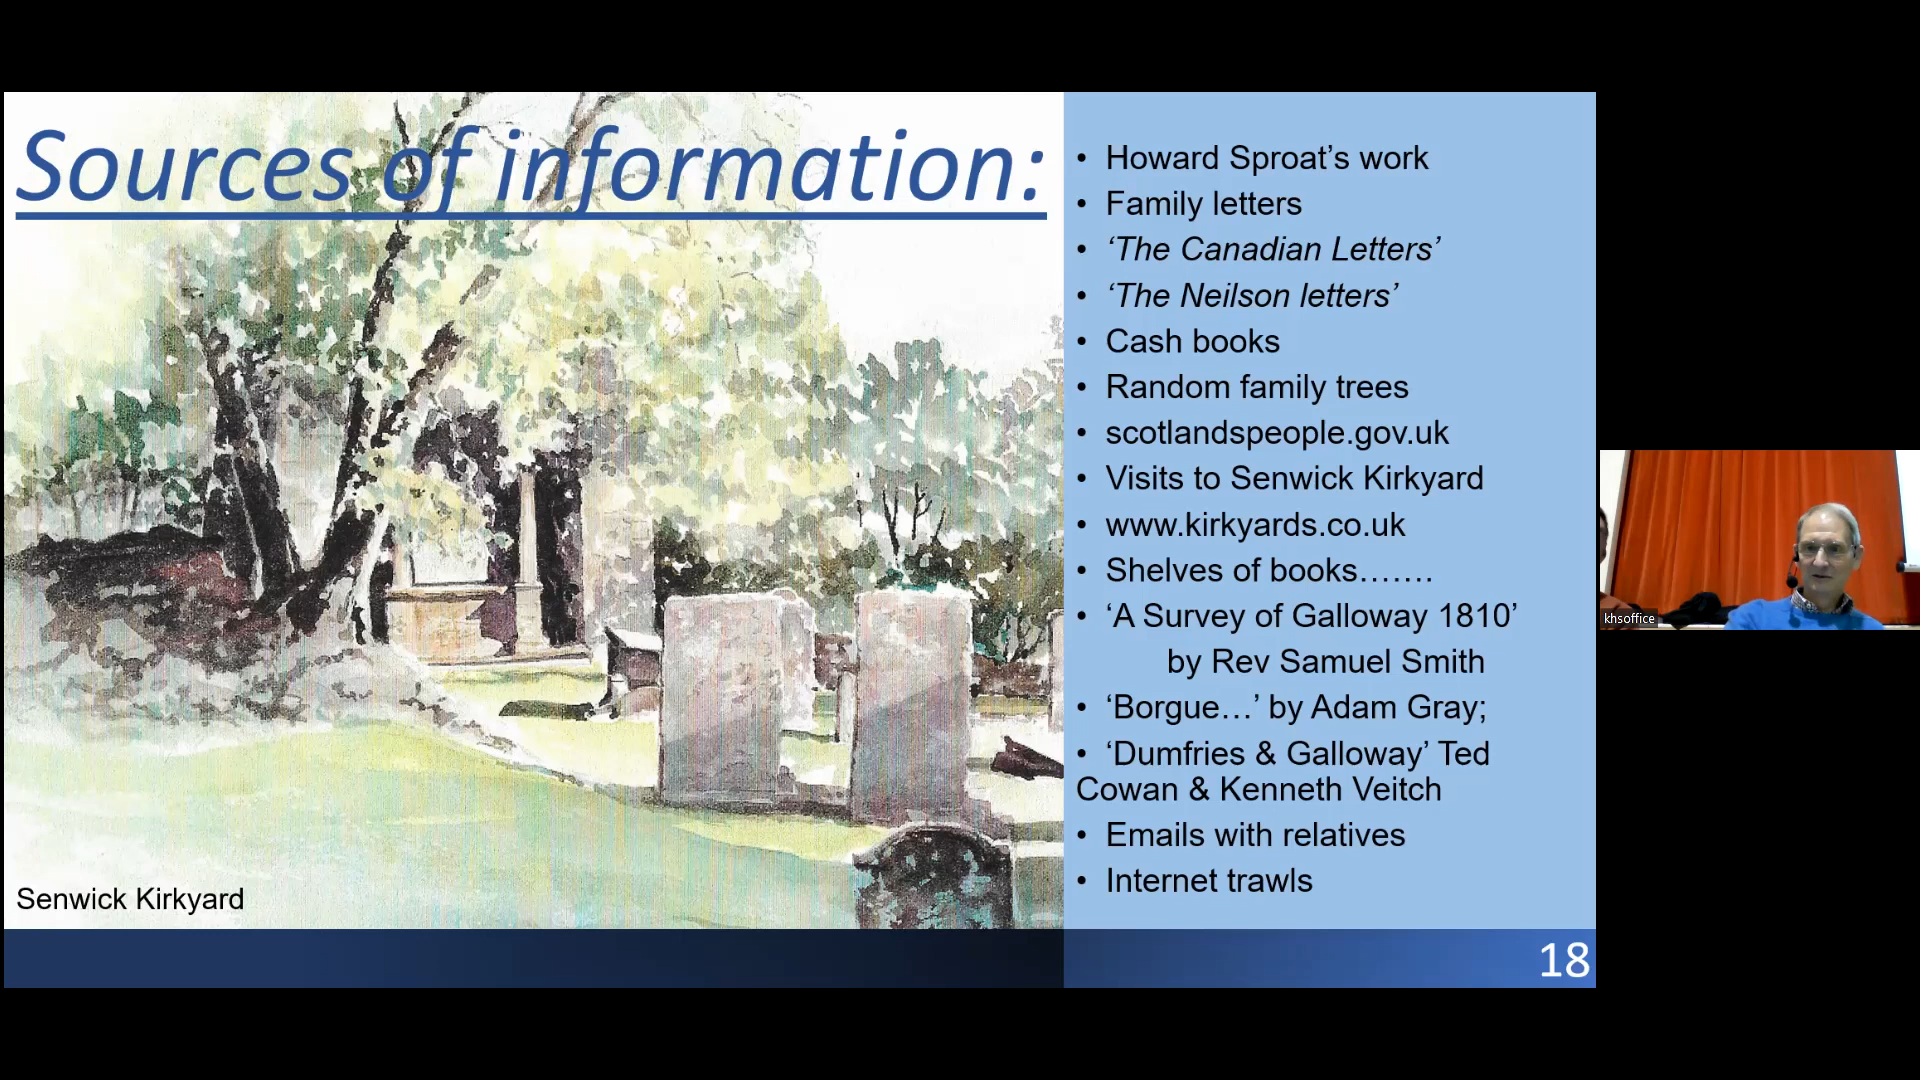 Sources of information:
• Howard Sproat’s work
• Family letters
• ‘The Canadian Letters’
• ‘The Neilson letters’
• Cash books
• Random family trees
• scotlandspeople.gov.uk
• Visits to Senwick Kirkyard
• www.kirkyards.co.uk
• Shelves of books…….
• ‘A Survey of Galloway 1810’
by Rev Samuel Smith
• ‘Borgue…’ by Adam Gray;
• ‘Dumfries & Galloway’ Ted
Cowan & Kenneth Veitch
• Emails with relatives
• Internet trawls
Senwick Kirkyard
18
khsoffice